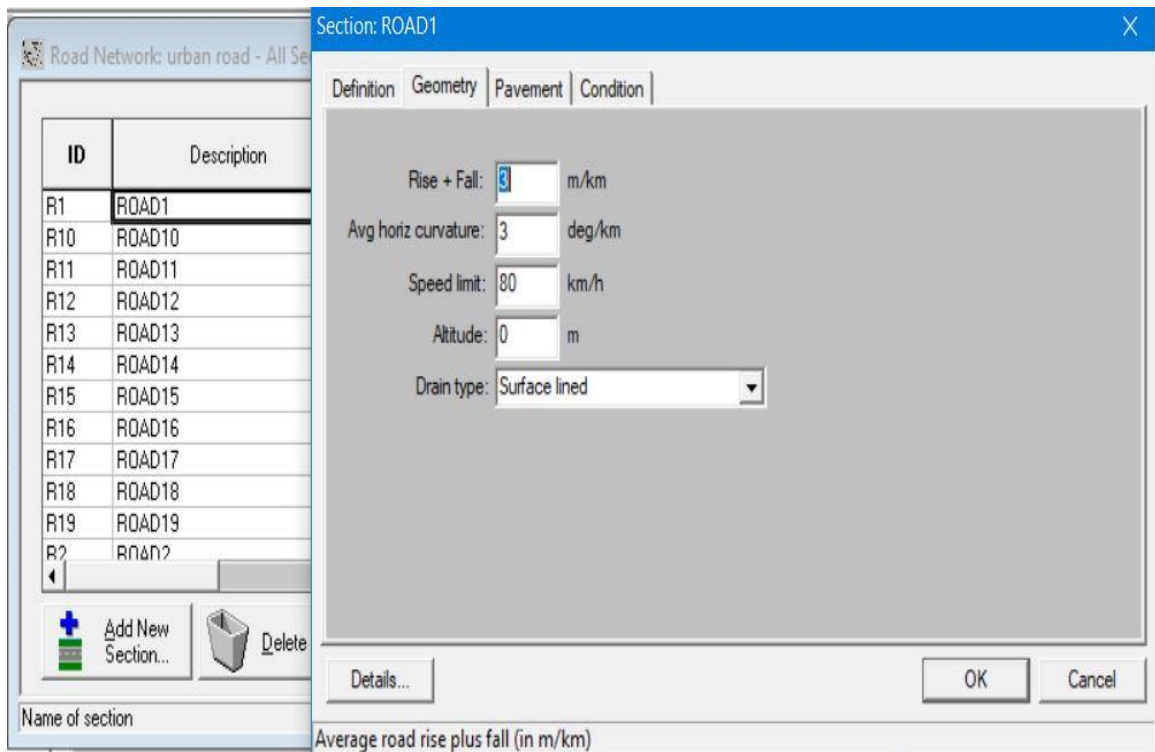 Road Network: urban road - All Se
ID Description
R1 ROAD1
R10 ROAD10
R11 ROAD11
R12 ROAD12
R13 ROAD13
R14 ROAD14
R15 ROAD15
R16 ROAD16
R17 ROAD17
R18 ROAD18
R19 ROAD19
R2 ROAD2
Add New
Section...
Delete
Name of section
Section: ROAD1
Definition Geometry Pavement Condition
Rise + Fall: 3 m/km
Avg horiz curvature: 3 deg/km
Speed limit: 80 km/h
Altitude: 0 m
Drain type: Surface lined
Details... OK Cancel
Average road rise plus fall (in m/km)